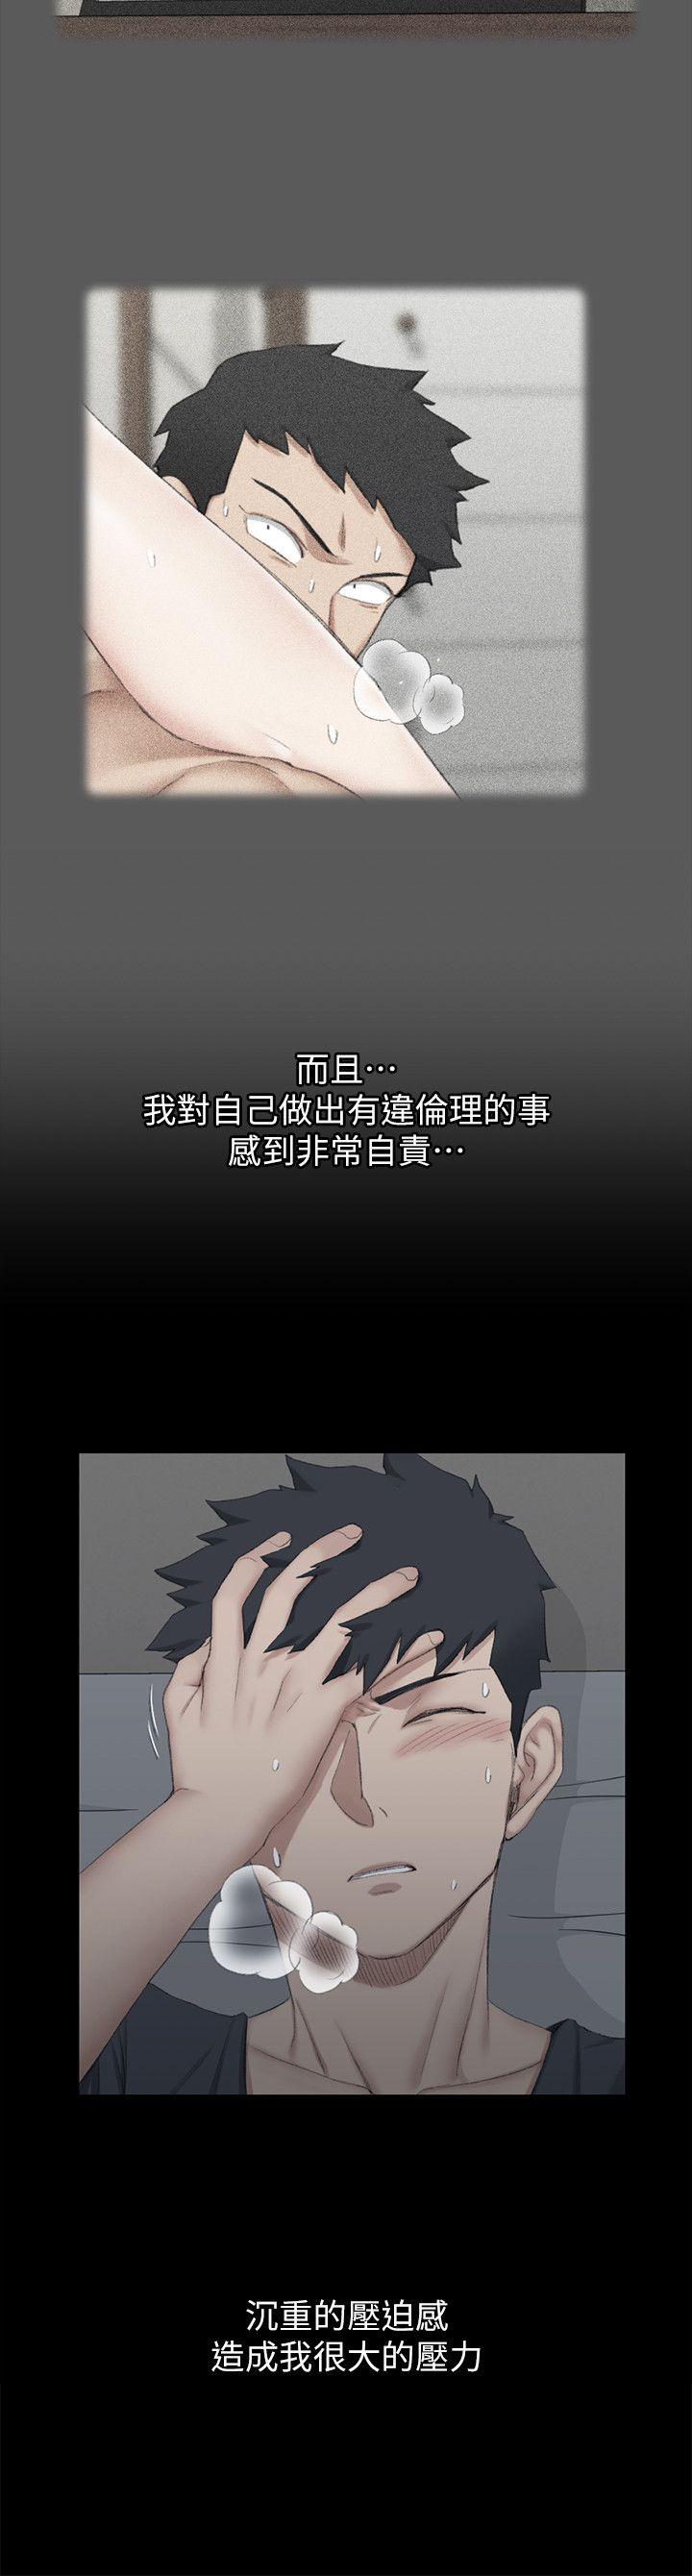 而且…
我對自己做出有違倫理的事
感到非常自責…
沉重的壓迫感
造成我很大的壓力